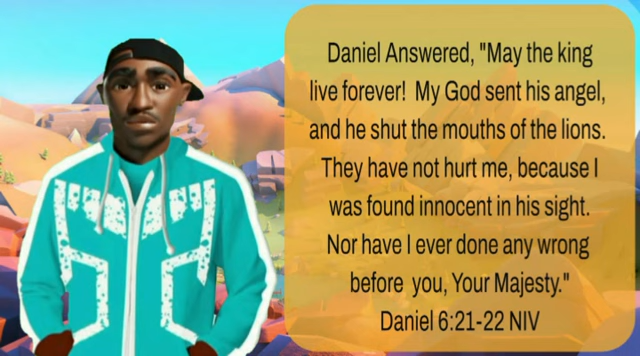 Daniel Answered, "May the king
live forever! My God sent his angel,
and he shut the mouths of the lions.
They have not hurt me, because I
was found innocent in his sight.
Nor have I ever done any wrong
before you, Your Majesty."
Daniel 6:21-22 NIV